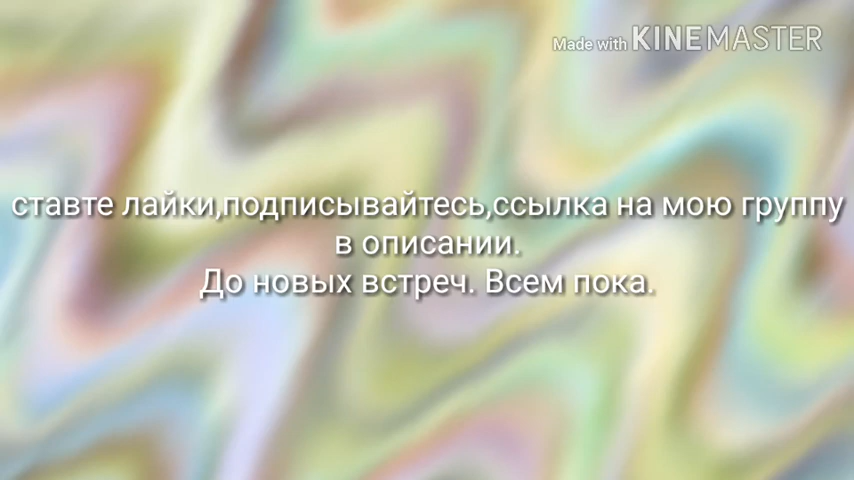 Made with KINEMASTER
ставте лайки,подписывайтесь,ссылка на мою группу
в описании.
До новых встреч. Всем пока.